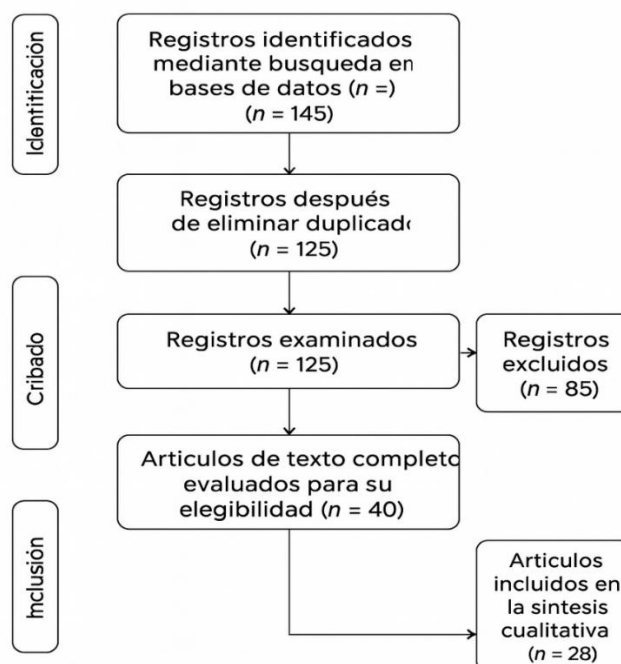 Identificación
Registros identificados
mediante busqueda en
bases de datos (n =)
(n = 145)
Registros después
de eliminar duplicado
(n = 125)
Cribado
Registros examinados
(n = 125)
Registros
excluidos
(n = 85)
Articulos de texto completo
evaluados para su
elegibilidad (n = 40)
Inclusión
Articulos
incluidos en
la sintesis
cualitativa
(n = 28)